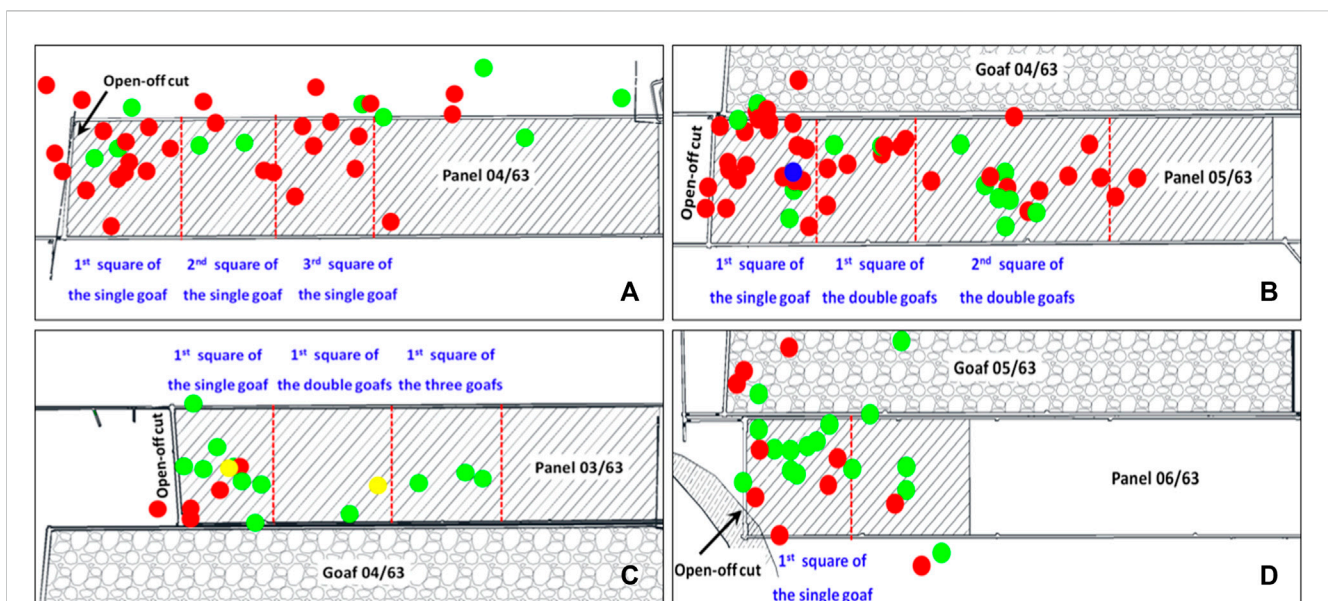 Open-off cut
Panel 04/63
1st square of
the single goaf
2nd square of
the single goaf
3rd square of
the single goaf
A
Goaf 04/63
Open-off cut
Panel 05/63
1st square of
the single goaf
1st square of
the double goafs
2nd square of
the double goafs
B
1st square of
the single goaf
1st square of
the double goafs
1st square of
the three goafs
Open-off cut
Panel 03/63
Goaf 04/63
C
Goaf 05/63
Panel 06/63
Open-off cut
1st square of
the single goaf
D